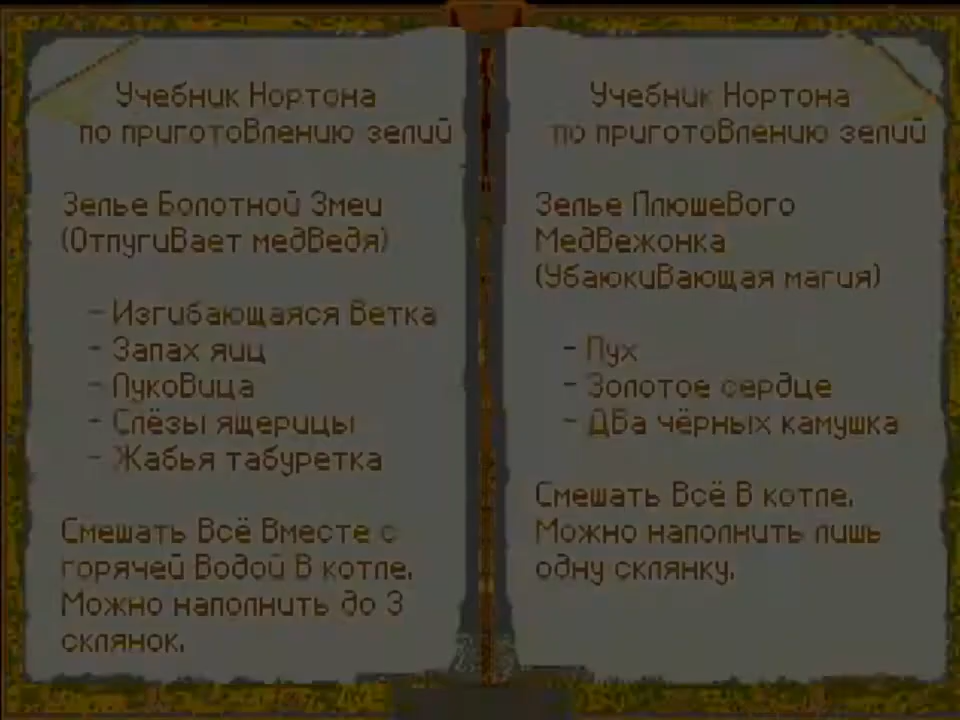 Учебник Нортона
по приготовлению зелий
Зелье Болотной Змеи
(Отпугивает медведя)
- Изгибающаяся ветка
- Запах яиц
- Луковица
- Слёзы ящерицы
- Жабья табуретка
Смешать всё вместе с
горячей водой в котле.
Можно наполнить до 3
склянок.
Учебник Нортона
по приготовлению зелий
Зелье Плюшевого
Медвежонка
(Убаюкивающая магия)
- Пух
- Золотое сердце
- Два чёрных камушка
Смешать всё в котле.
Можно наполнить лишь
одну склянку.